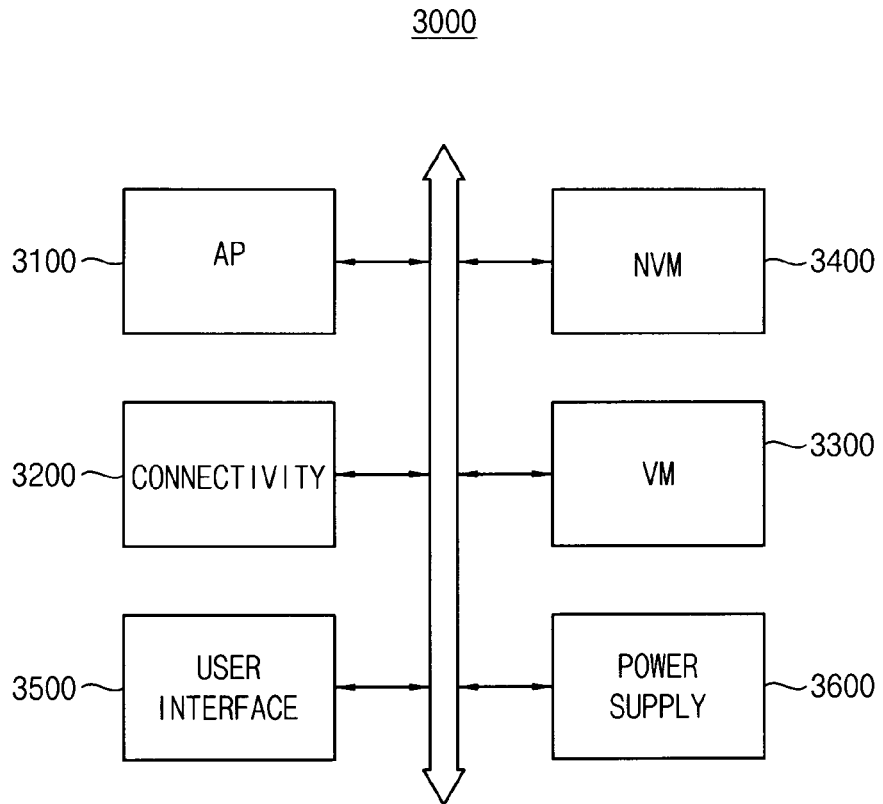 3000
3100
AP
NVM
3400
3200
CONNECTIVITY
VM
3300
3500
USER
INTERFACE
POWER
SUPPLY
3600